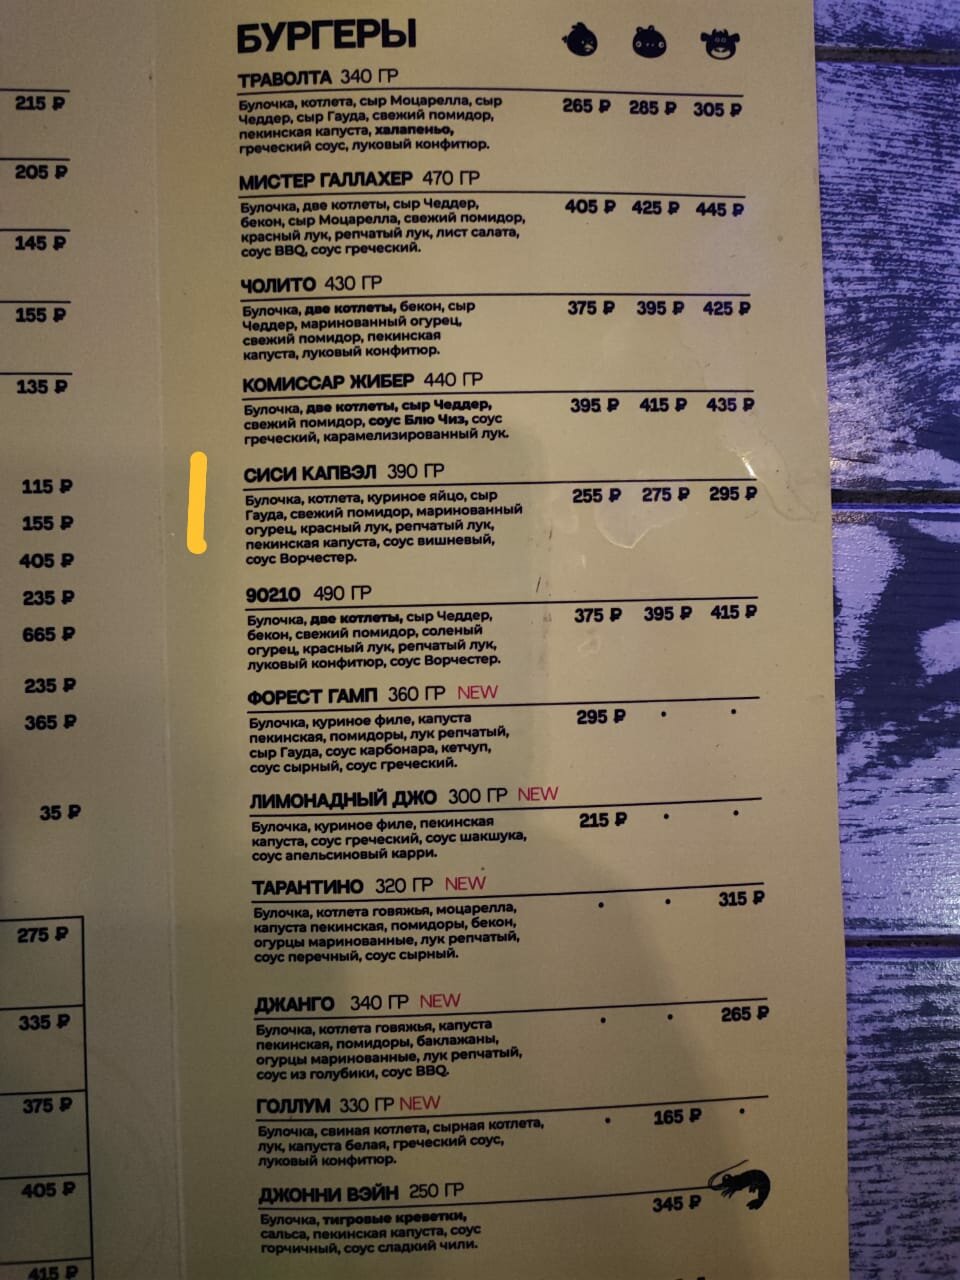 БУРГЕРЫ
ТРАВОЛТА 340 ГР
Булочка, котлета, сыр Моцарелла, сыр
Чеддер, сыр Гауда, свежий помидор,
пекинская капуста, халапеньо,
греческий соус, луковый конфитюр.
265 ₽ 285 ₽ 305 ₽
МИСТЕР ГАЛЛАХЕР 470 ГР
Булочка, две котлеты, сыр Чеддер,
бекон, сыр Моцарелла, свежий помидор,
красный лук, репчатый лук, лист салата,
соус BBQ, соус греческий.
405 ₽ 425 ₽ 445 ₽
ЧОЛИТО 430 ГР
Булочка, две котлеты, бекон, сыр
Чеддер, маринованный огурец,
свежий помидор, пекинская
капуста, луковый конфитюр.
375 ₽ 395 ₽ 425 ₽
КОМИССАР ЖИБЕР 440 ГР
Булочка, две котлеты, сыр Чеддер,
свежий помидор, соус Блю Чиз, соус
греческий, карамелизированный лук.
395 ₽ 415 ₽ 435 ₽
СИСИ КАПВЭЛ 390 ГР
Булочка, котлета, куриное яйцо, сыр
Гауда, свежий помидор, маринованный
огурец, красный лук, репчатый лук,
пекинская капуста, соус вишневый,
соус Ворчестер.
255 ₽ 275 ₽ 295 ₽
90210 490 ГР
Булочка, две котлеты, сыр Чеддер,
бекон, свежий помидор, соленый
огурец, красный лук, репчатый лук,
луковый конфитюр, соус Ворчестер.
375 ₽ 395 ₽ 415 ₽
ФОРЕСТ ГАМП 360 ГР NEW
Булочка, куриное филе, капуста
пекинская, помидоры, лук репчатый,
сыр Гауда, соус карбонара, кетчуп,
соус сырный, соус греческий.
295 ₽ • •
ЛИМОНАДНЫЙ ДЖО 300 ГР NEW
Булочка, куриное филе, пекинская
капуста, соус греческий, соус шакшука,
соус апельсиновый карри.
215 ₽ • •
ТАРАНТИНО 320 ГР NEW
Булочка, котлета говяжья, моцарелла,
капуста пекинская, помидоры, бекон,
огурцы маринованные, лук репчатый,
соус перечный, соус сырный.
• • 315 ₽
ДЖАНГО 340 ГР NEW
Булочка, котлета говяжья, капуста
пекинская, помидоры, баклажаны,
огурцы маринованные, лук репчатый,
соус из голубики, соус BBQ.
• • 265 ₽
ГОЛЛУМ 330 ГР NEW
Булочка, свиная котлета, сырная котлета,
лук, капуста белая, греческий соус,
луковый конфитюр.
• 165 ₽ •
ДЖОННИ ВЭЙН 250 ГР
Булочка, тигровые креветки,
сальса, пекинская капуста, соус
горчичный, соус сладкий чили.
345 ₽
215 ₽
205 ₽
145 ₽
155 ₽
135 ₽
115 ₽
155 ₽
405 ₽
235 ₽
665 ₽
235 ₽
365 ₽
35 ₽
275 ₽
335 ₽
375 ₽
405 ₽
415 ₽